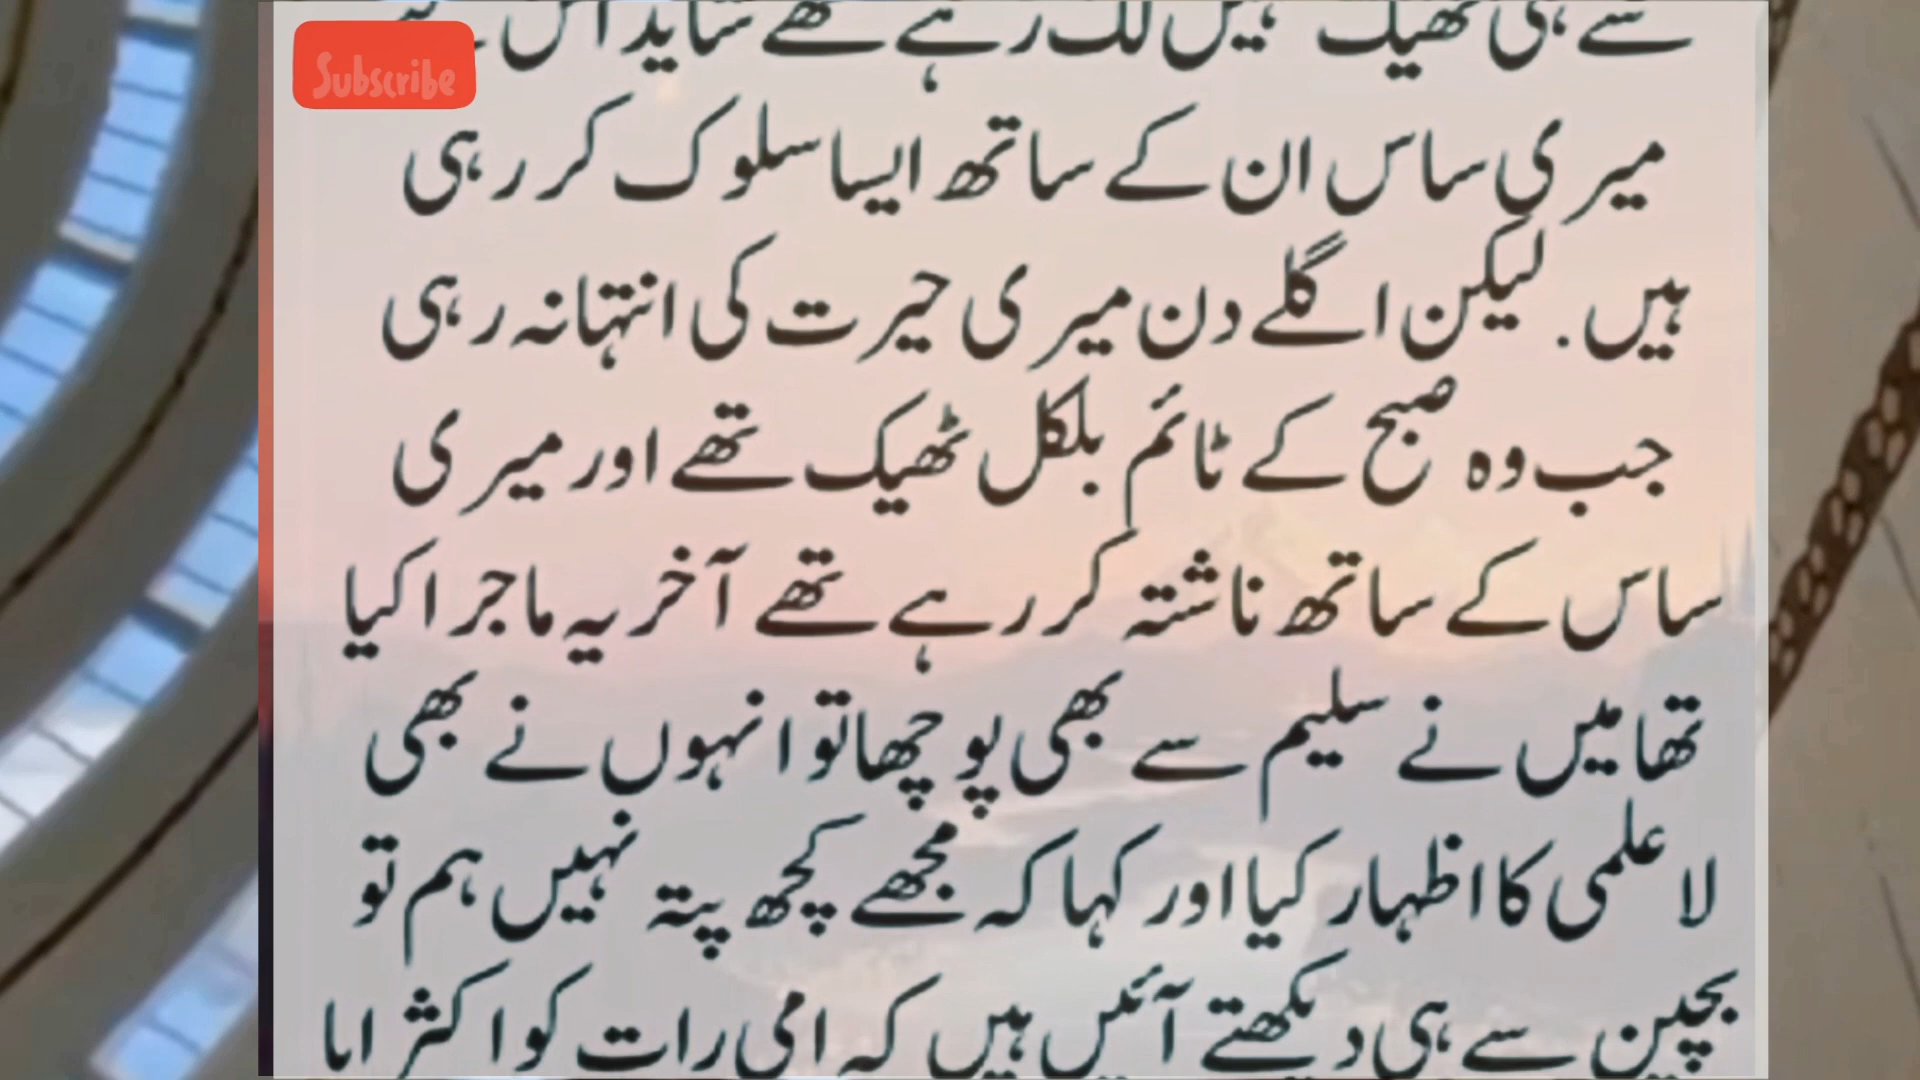 سے ہی ٹھیک نہیں لگ رہے تھے شاید اس
Subscribe
میری ساس ان کے ساتھ ایسا سلوک کر رہی
ہیں. لیکن اگلے دن میری حیرت کی انتہا نہ رہی
جب وہ صبح کے ٹائم بلکل ٹھیک تھے اور میری
ساس کے ساتھ ناشتہ کر رہے تھے آخر یہ ماجرا کیا
تھا میں نے سلیم سے بھی پوچھا تو انہوں نے بھی
لا علمی کا اظہار کیا اور کہا کہ مجھے کچھ پتہ نہیں ہم تو
بچپن سے ہی دیکھتے آئیں ہیں کہ امی رات کو اکثر ابا